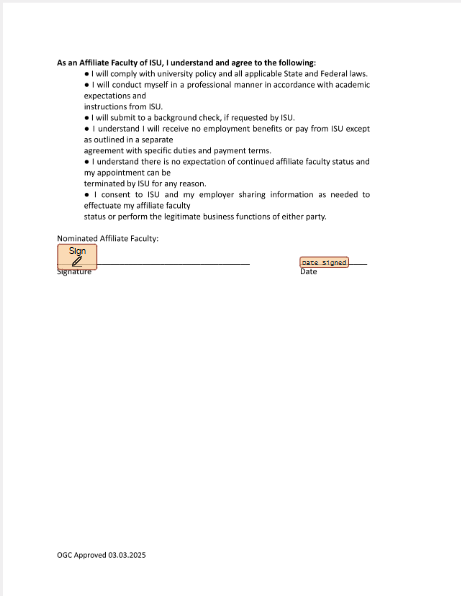 As an Affiliate Faculty of ISU, I understand and agree to the following:
● I will comply with university policy and all applicable State and Federal laws.
● I will conduct myself in a professional manner in accordance with academic
expectations and
instructions from ISU.
● I will submit to a background check, if requested by ISU.
● I understand I will receive no employment benefits or pay from ISU except
as outlined in a separate
agreement with specific duties and payment terms.
● I understand there is no expectation of continued affiliate faculty status and
my appointment can be
terminated by ISU for any reason.
● I consent to ISU and my employer sharing information as needed to
effectuate my affiliate faculty
status or perform the legitimate business functions of either party.
Nominated Affiliate Faculty:
Sign
Date Signed
Signature Date
OGC Approved 03.03.2025